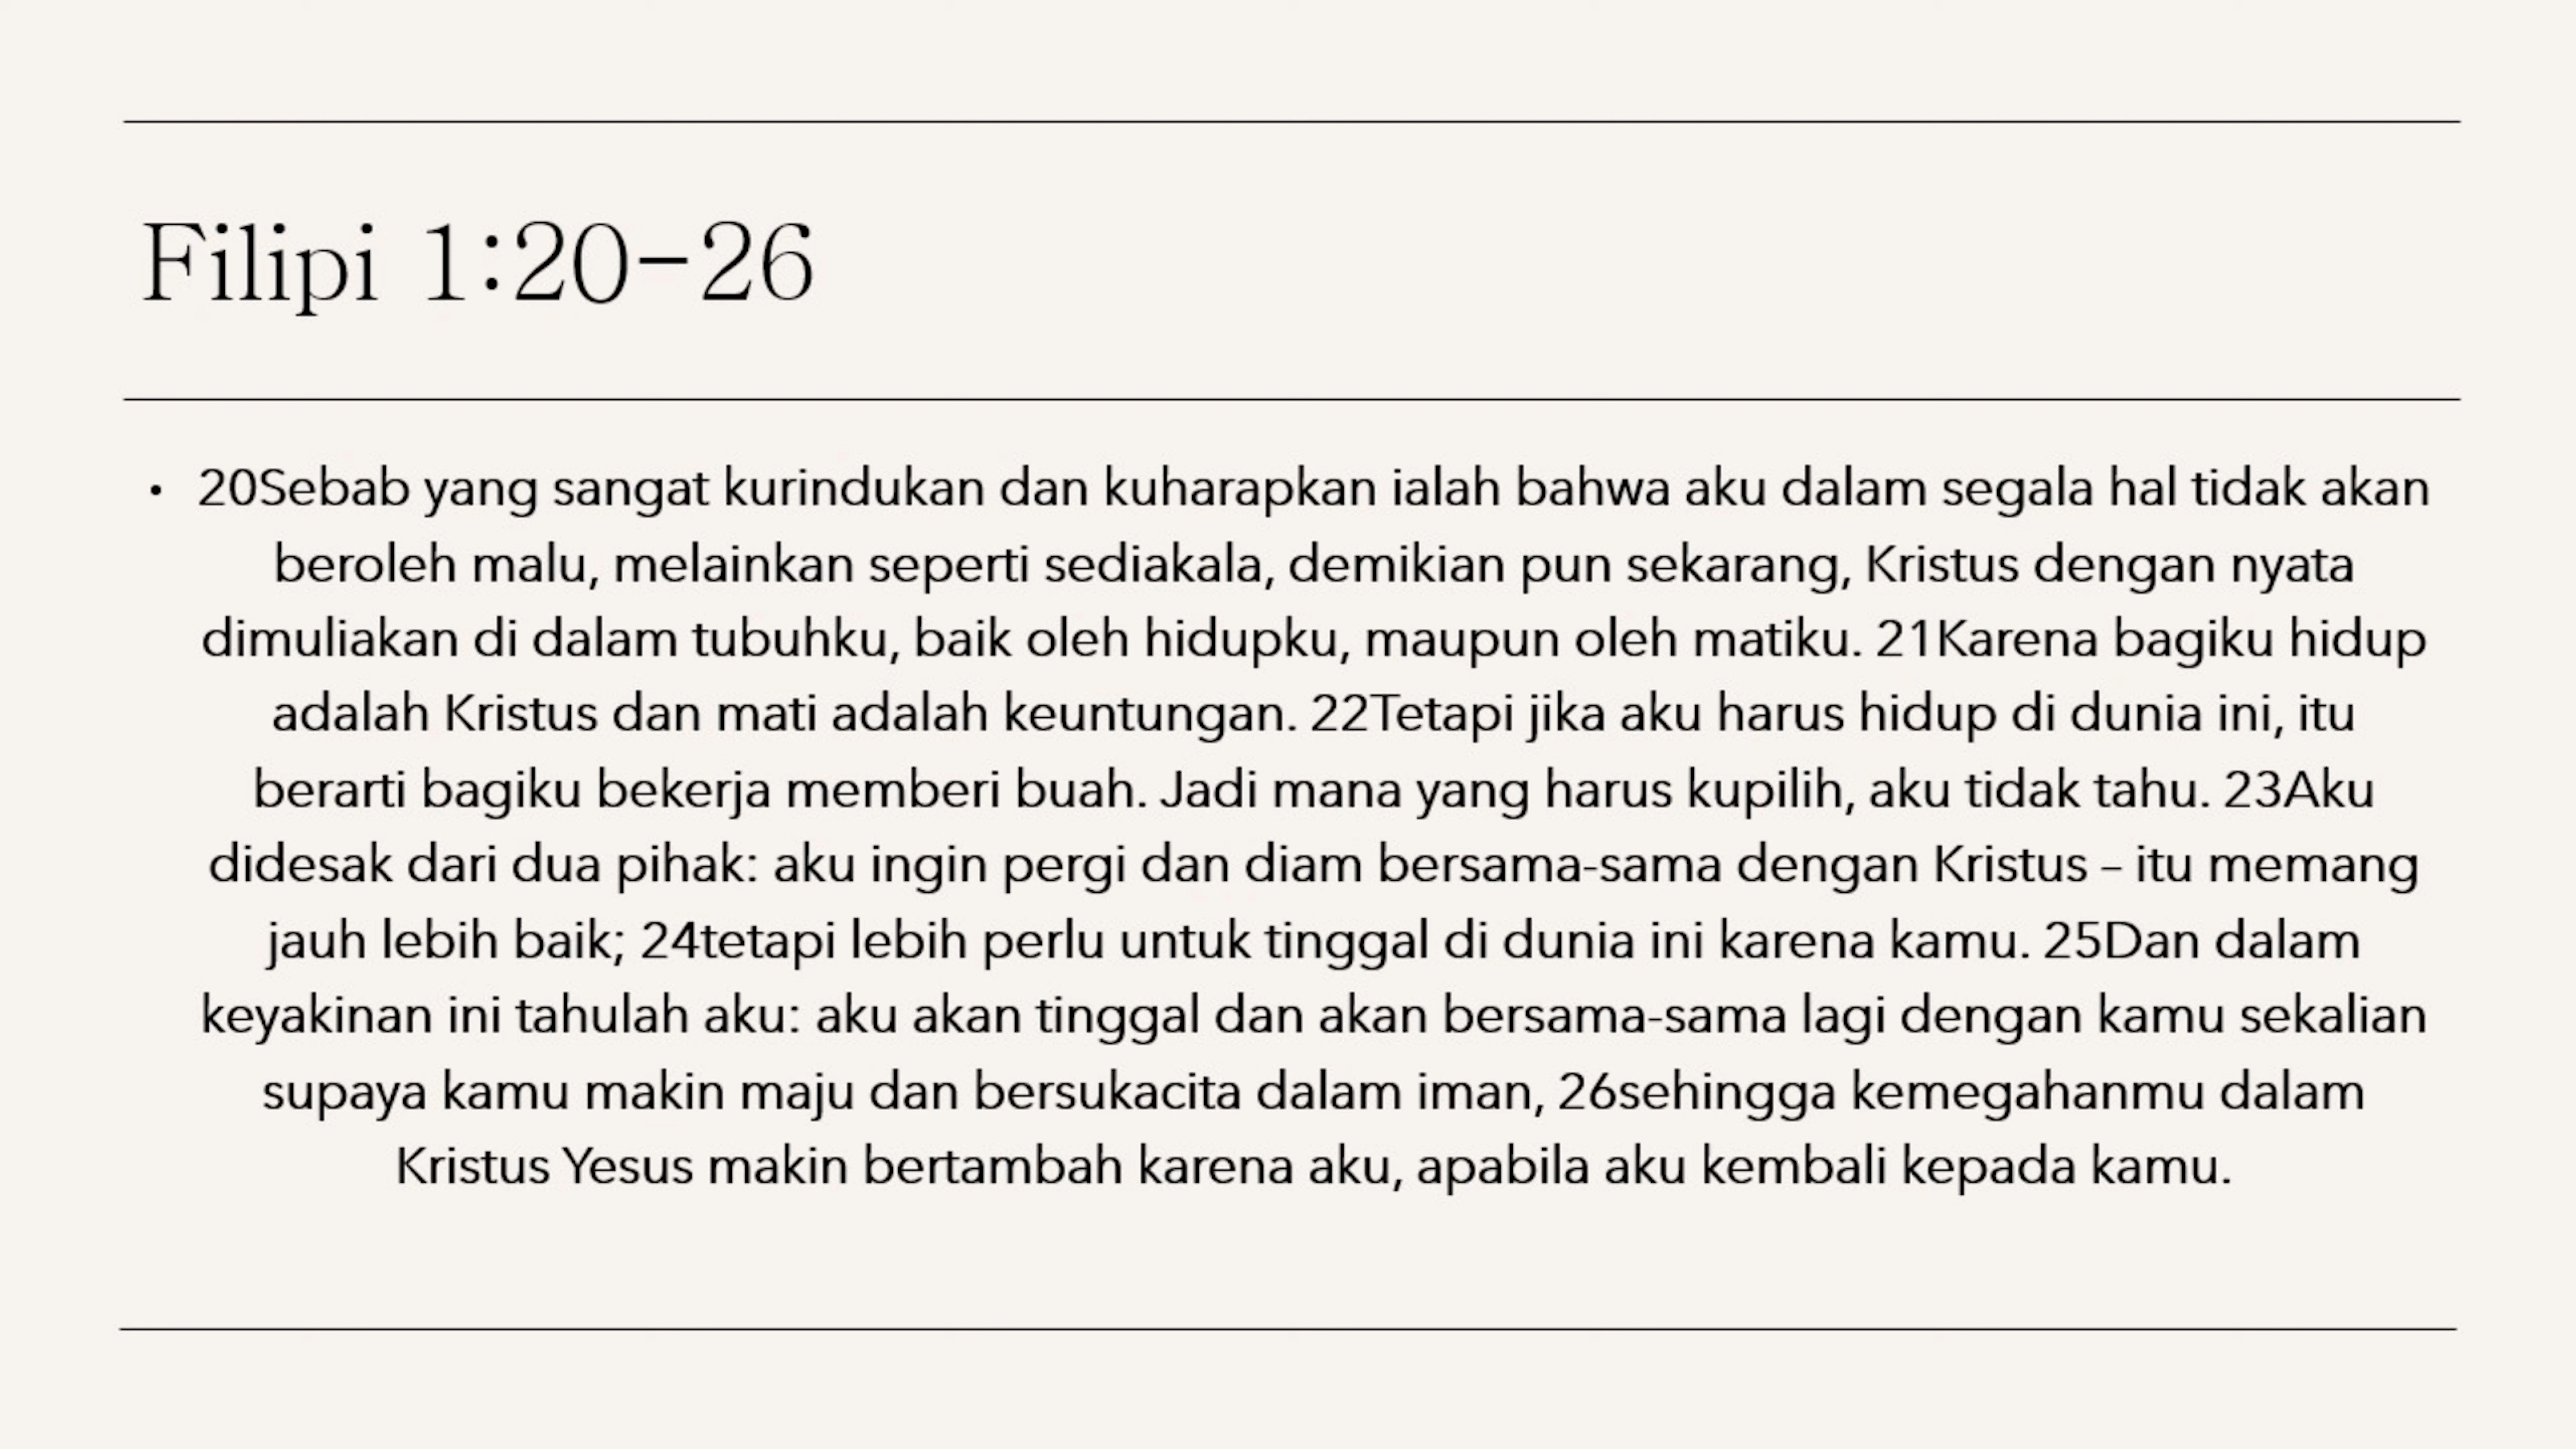 Filipi 1:20-26
• 20Sebab yang sangat kurindukan dan kuharapkan ialah bahwa aku dalam segala hal tidak akan
beroleh malu, melainkan seperti sediakala, demikian pun sekarang, Kristus dengan nyata
dimuliakan di dalam tubuhku, baik oleh hidupku, maupun oleh matiku. 21Karena bagiku hidup
adalah Kristus dan mati adalah keuntungan. 22Tetapi jika aku harus hidup di dunia ini, itu
berarti bagiku bekerja memberi buah. Jadi mana yang harus kupilih, aku tidak tahu. 23Aku
didesak dari dua pihak: aku ingin pergi dan diam bersama-sama dengan Kristus – itu memang
jauh lebih baik; 24tetapi lebih perlu untuk tinggal di dunia ini karena kamu. 25Dan dalam
keyakinan ini tahulah aku: aku akan tinggal dan akan bersama-sama lagi dengan kamu sekalian
supaya kamu makin maju dan bersukacita dalam iman, 26sehingga kemegahanmu dalam
Kristus Yesus makin bertambah karena aku, apabila aku kembali kepada kamu.